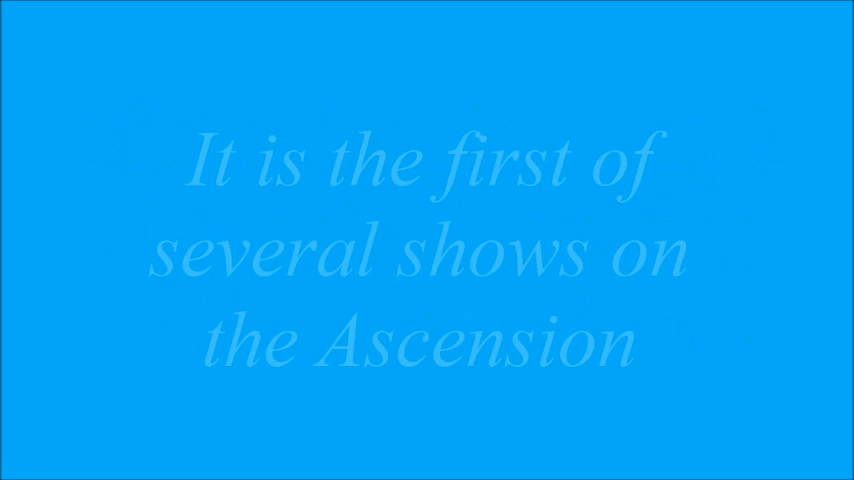 It is the first of
several shows on
the Ascension